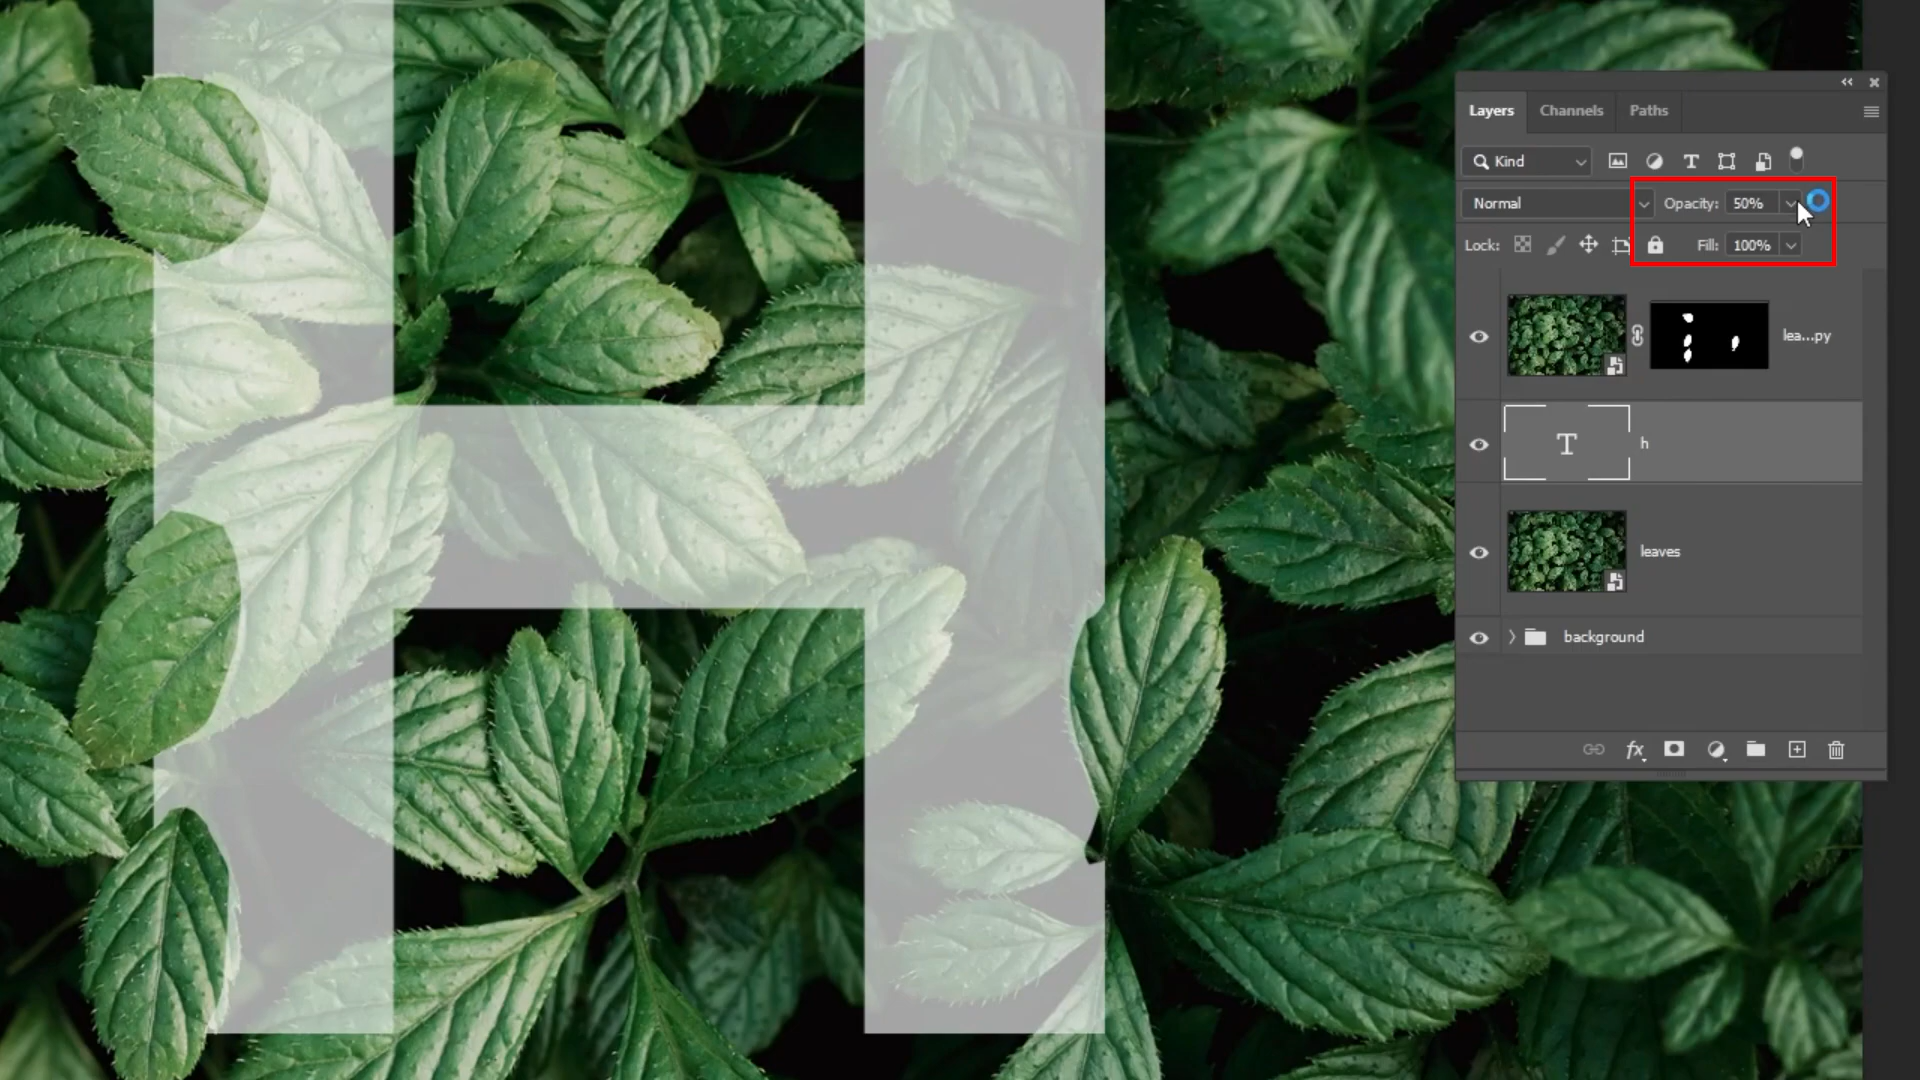 H
Layers Channels Paths
Kind
Normal Opacity: 50%
Lock: Fill: 100%
lea...py
T h
leaves
background
fx